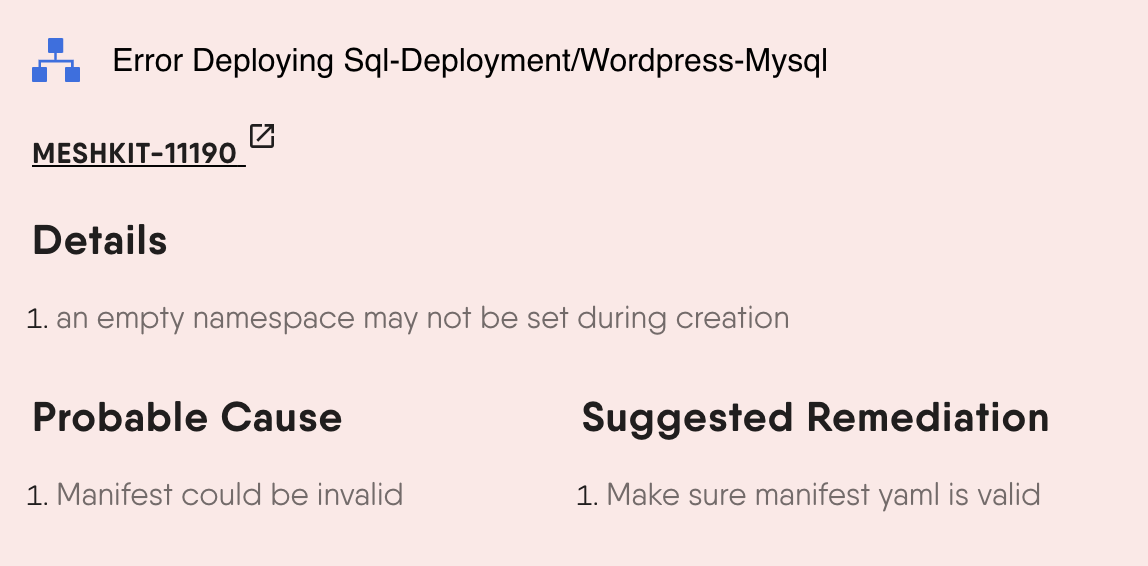 Error Deploying Sql-Deployment/Wordpress-Mysql
MESHKIT-11190
Details
1. an empty namespace may not be set during creation
Probable Cause
1. Manifest could be invalid
Suggested Remediation
1. Make sure manifest yaml is valid